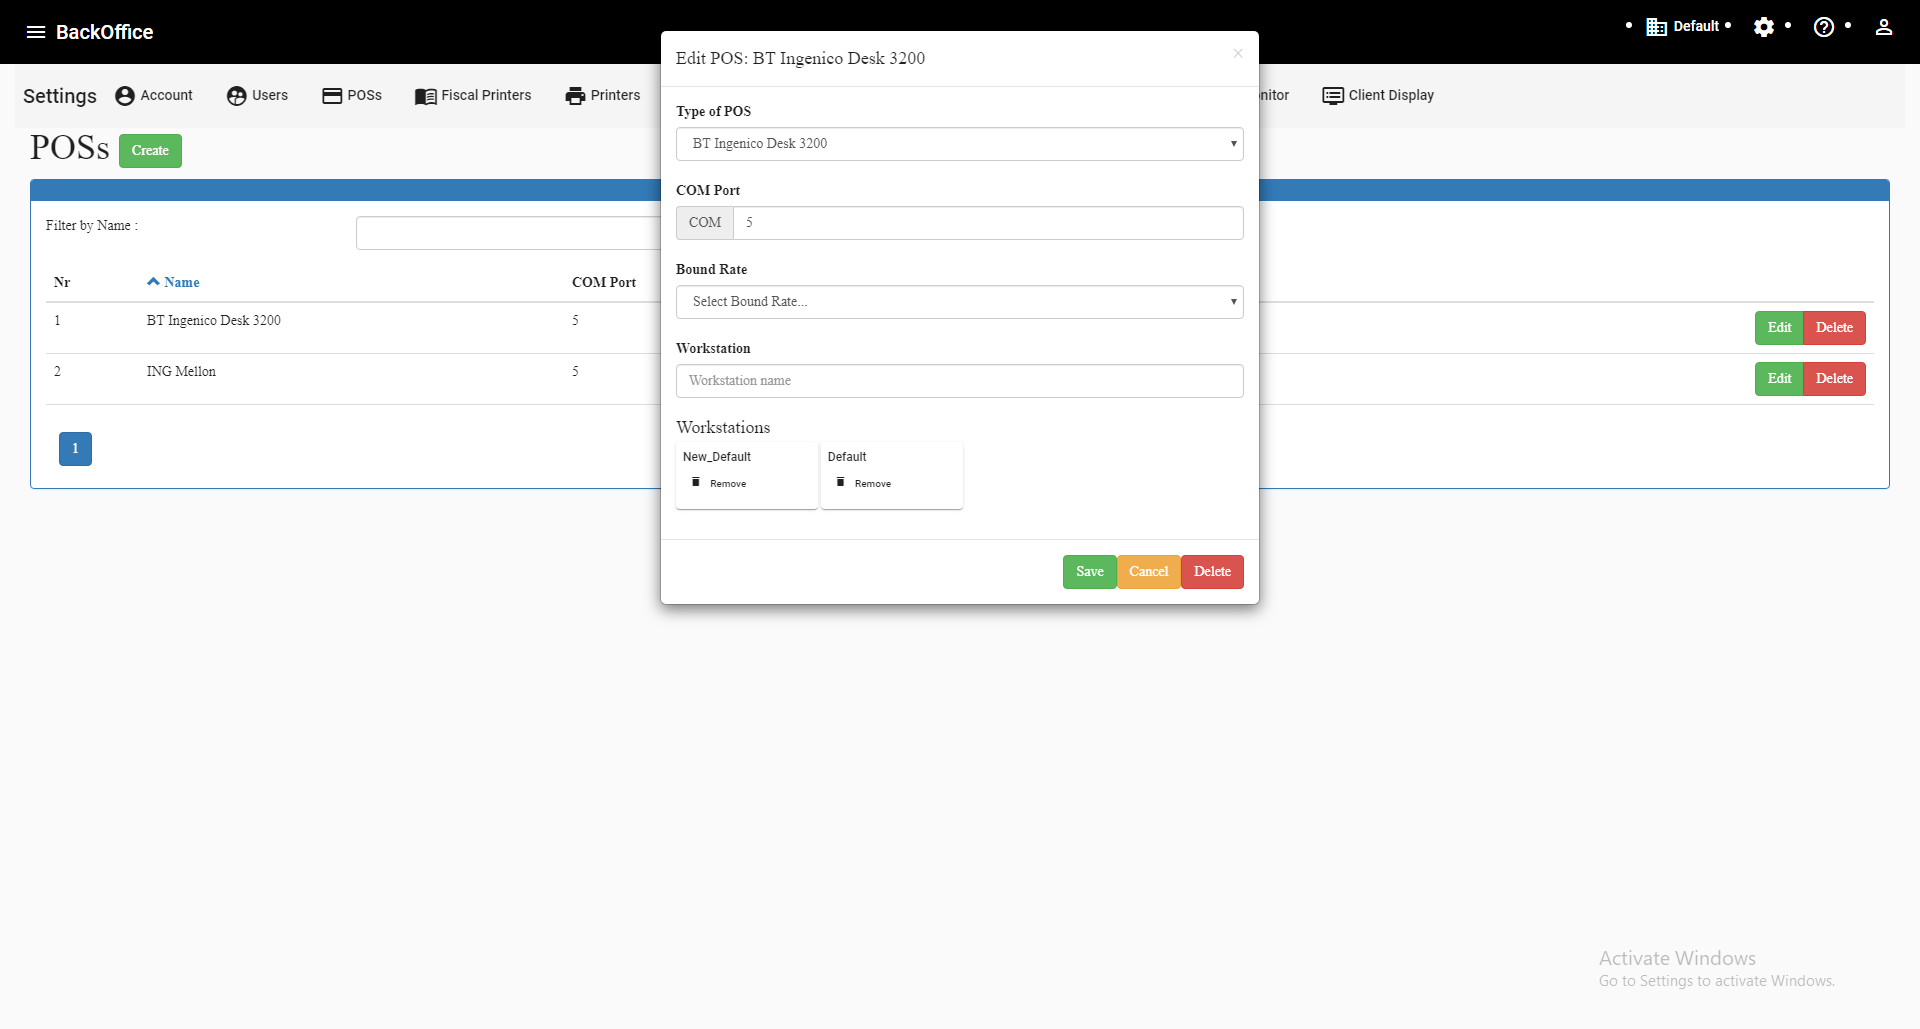 BackOffice
Default
Settings Account Users POSs Fiscal Printers Printers Client Display
POSs Create
Filter by Name :
Nr Name COM Port
1 BT Ingenico Desk 3200 5 Edit Delete
2 ING Mellon 5 Edit Delete
1
Edit POS: BT Ingenico Desk 3200 ×
Type of POS
BT Ingenico Desk 3200
COM Port
COM 5
Bound Rate
Select Bound Rate...
Workstation
Workstation name
Workstations
New_Default Default
Remove Remove
Save Cancel Delete
Activate Windows
Go to Settings to activate Windows.